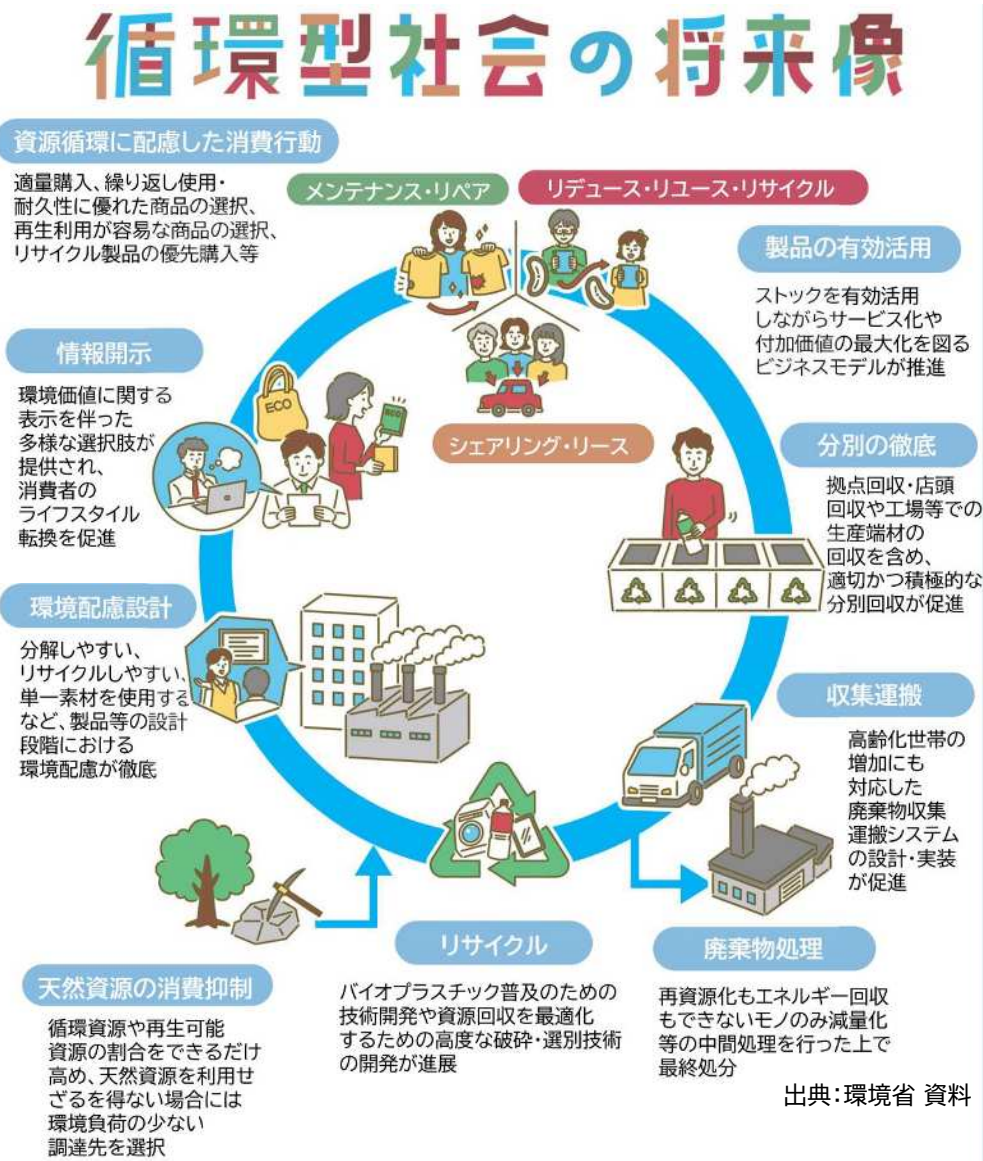 循環型社会の将来像
資源循環に配慮した消費行動
適量購入、繰り返し使用・
耐久性に優れた商品の選択、
再生利用が容易な商品の選択、
リサイクル製品の優先購入等
メンテナンス・リペア
リデュース・リユース・リサイクル
製品の有効活用
ストックを有効活用
しながらサービス化や
付加価値の最大化を図る
ビジネスモデルが推進
情報開示
環境価値に関する
表示を伴った
多様な選択肢が
提供され、
消費者の
ライフスタイル
転換を促進
ECO
ECO
シェアリング・リース
分別の徹底
拠点回収・店頭
回収や工場等での
生産端材の
回収を含め、
適切かつ積極的な
分別回収が促進
環境配慮設計
分解しやすい、
リサイクルしやすい、
単一素材を使用する
など、製品等の設計
段階における
環境配慮が徹底
収集運搬
高齢化世帯の
増加にも
対応した
廃棄物収集
運搬システム
の設計・実装
が促進
天然資源の消費抑制
循環資源や再生可能
資源の割合をできるだけ
高め、天然資源を利用せ
ざるを得ない場合には
環境負荷の少ない
調達先を選択
リサイクル
バイオプラスチック普及のための
技術開発や資源回収を最適化
するための高度な破砕・選別技術
の開発が進展
廃棄物処理
再資源化もエネルギー回収
もできないモノのみ減量化
等の中間処理を行った上で
最終処分
出典:環境省 資料